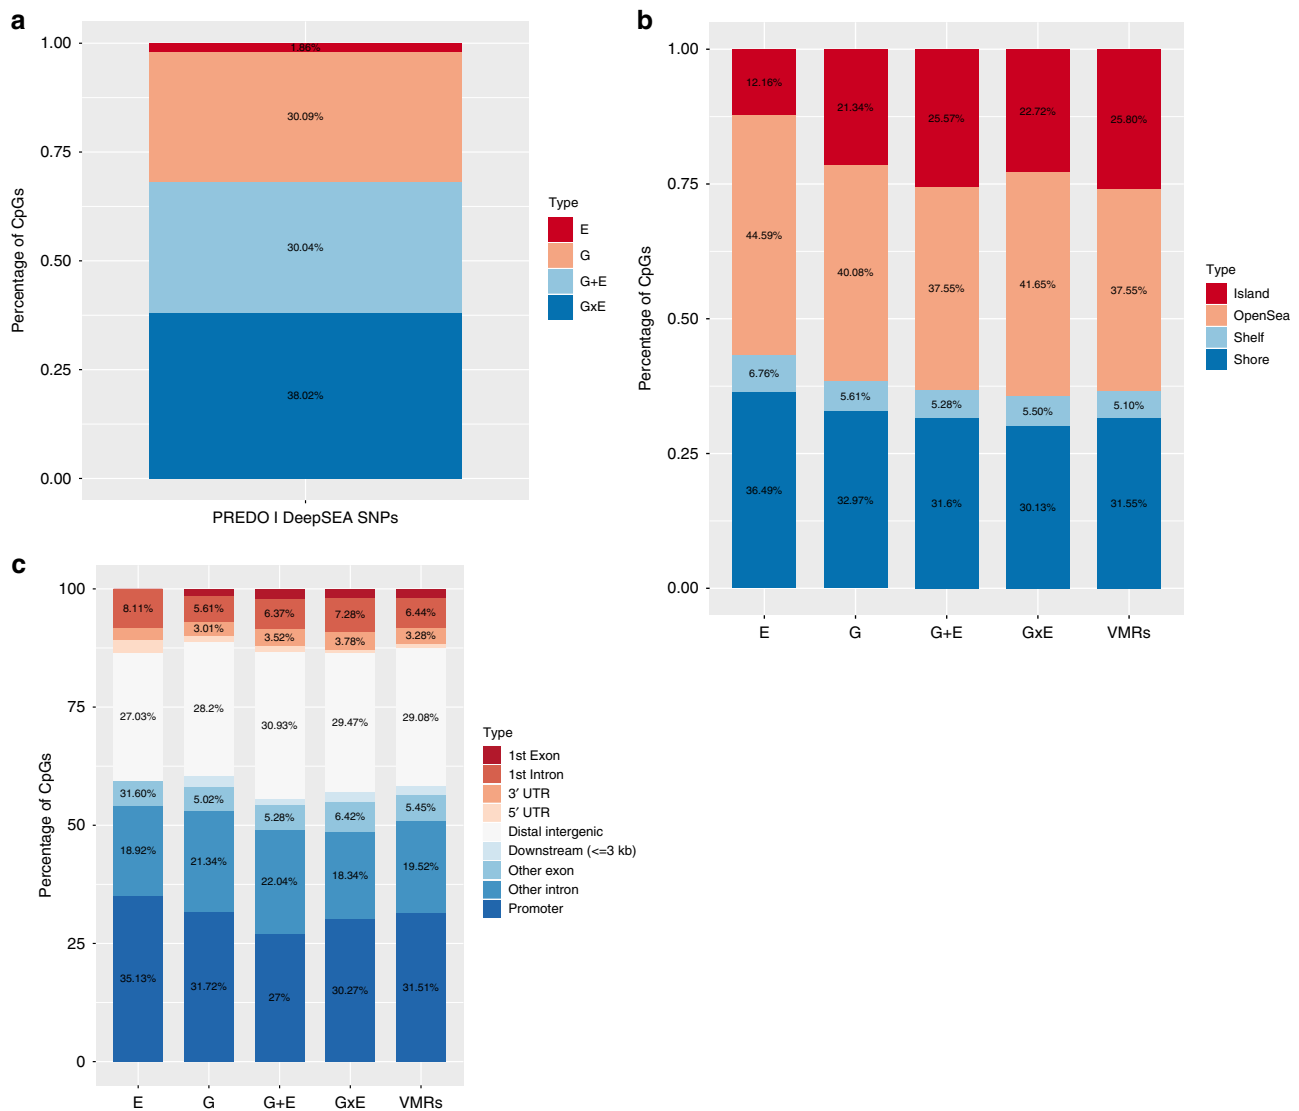 a
1.00
0.75
0.50
0.25
0.00
Percentage of CpGs
1.86%
30.09%
30.04%
38.02%
PREDO I DeepSEA SNPs
Type
E
G
G+E
GxE
b
1.00
0.75
0.50
0.25
0.00
Percentage of CpGs
12.16%
44.59%
6.76%
36.49%
21.34%
40.08%
5.61%
32.97%
25.57%
37.55%
5.28%
31.6%
22.72%
41.65%
5.50%
30.13%
25.80%
37.55%
5.10%
31.55%
E
G
G+E
GxE
VMRs
Type
Island
OpenSea
Shelf
Shore
c
100
75
50
25
0
Percentage of CpGs
8.11%
27.03%
31.60%
18.92%
35.13%
5.61%
3.01%
28.2%
5.02%
21.34%
31.72%
6.37%
3.52%
30.93%
5.28%
22.04%
27%
7.28%
3.78%
29.47%
6.42%
18.34%
30.27%
6.44%
3.28%
29.08%
5.45%
19.52%
31.51%
E
G
G+E
GxE
VMRs
Type
1st Exon
1st Intron
3′ UTR
5′ UTR
Distal intergenic
Downstream (<=3 kb)
Other exon
Other intron
Promoter